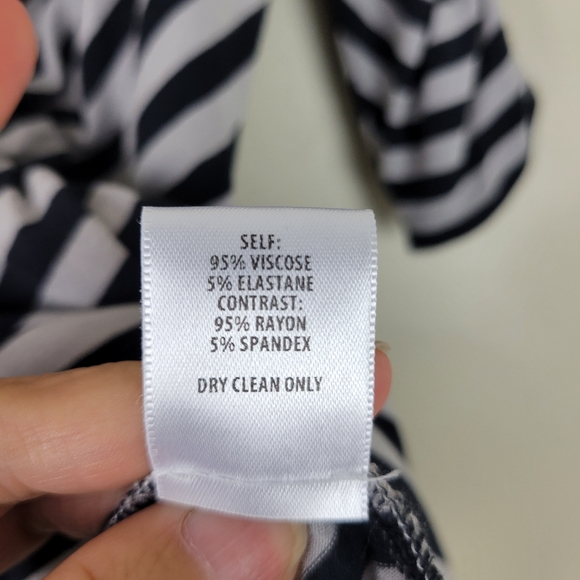 SELF:
95% VISCOSE
5% ELASTANE
CONTRAST:
95% RAYON
5% SPANDEX
DRY CLEAN ONLY